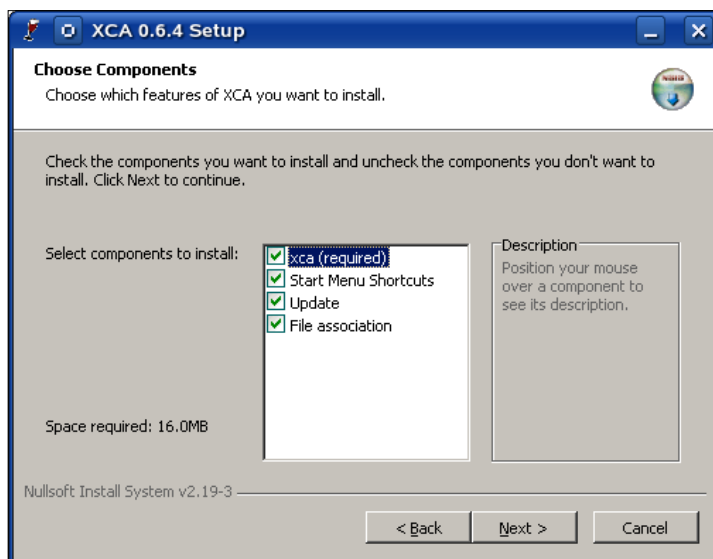 XCA 0.6.4 Setup
Choose Components
Choose which features of XCA you want to install.
Check the components you want to install and uncheck the components you don't want to
install. Click Next to continue.
Select components to install:
xca (required)
Start Menu Shortcuts
Update
File association
Description
Position your mouse
over a component to
see its description.
Space required: 16.0MB
Nullsoft Install System v2.19-3
< Back
Next >
Cancel